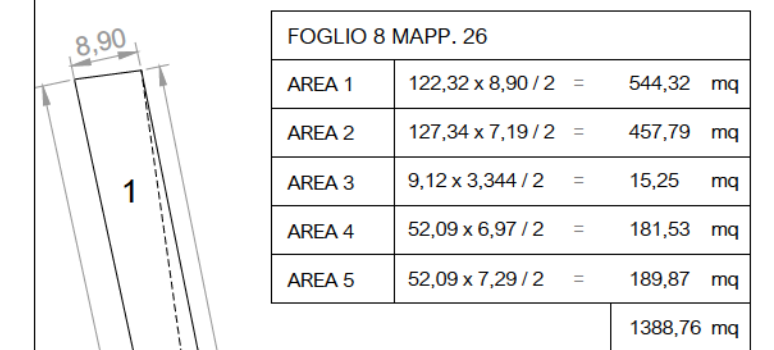 8,90
1
FOGLIO 8 MAPP. 26
AREA 1 122,32 x 8,90 / 2 = 544,32 mq
AREA 2 127,34 x 7,19 / 2 = 457,79 mq
AREA 3 9,12 x 3,344 / 2 = 15,25 mq
AREA 4 52,09 x 6,97 / 2 = 181,53 mq
AREA 5 52,09 x 7,29 / 2 = 189,87 mq
1388,76 mq